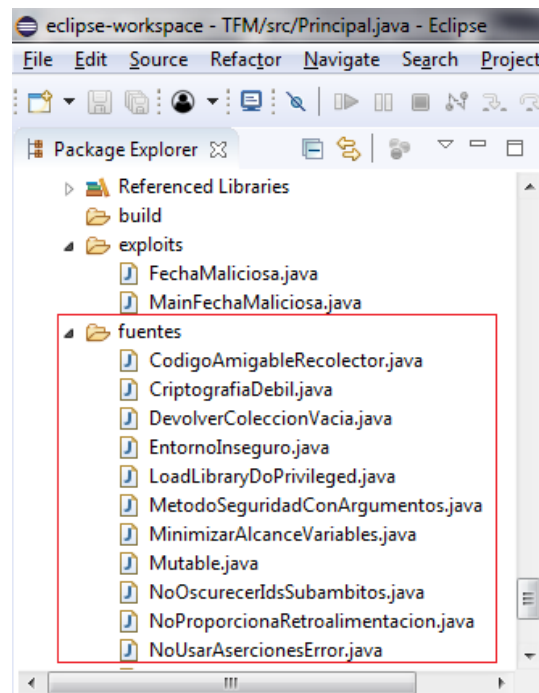 eclipse-workspace - TFM/src/Principal.java - Eclipse
File Edit Source Refactor Navigate Search Project
Package Explorer
Referenced Libraries
build
exploits
FechaMaliciosa.java
MainFechaMaliciosa.java
fuentes
CodigoAmigableRecolector.java
CriptografiaDebil.java
DevolverColeccionVacia.java
EntornoInseguro.java
LoadLibraryDoPrivileged.java
MetodoSeguridadConArgumentos.java
MinimizarAlcanceVariables.java
Mutable.java
NoOscurecerIdsSubambitos.java
NoProporcionaRetroalimentacion.java
NoUsarAsercionesError.java